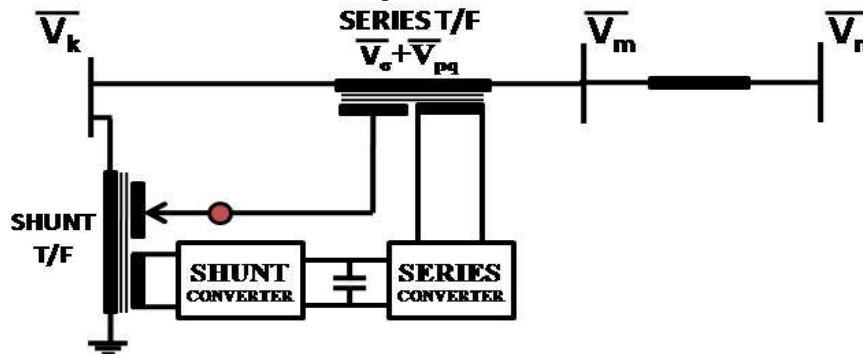 SERIES T/F
V̅k
V̅σ+V̅pq
V̅m
SHUNT
T/F
SHUNT
CONVERTER
SERIES
CONVERTER